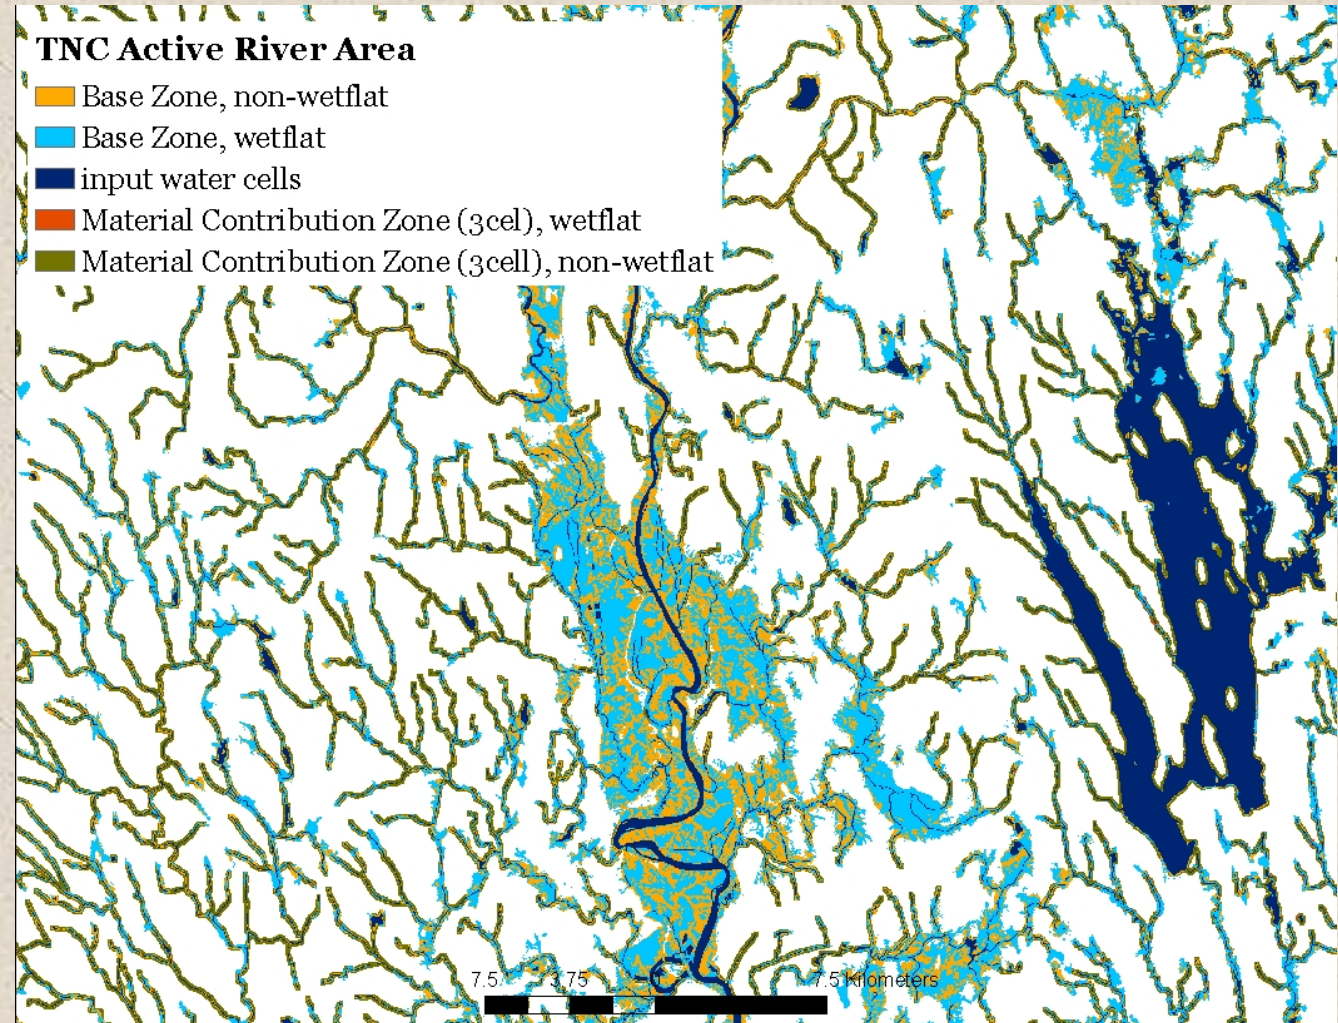 TNC Active River Area
Base Zone, non-wetflat
Base Zone, wetflat
input water cells
Material Contribution Zone (3cel), wetflat
Material Contribution Zone (3cell), non-wetflat
7.5 3.75 0 7.5 Kilometers